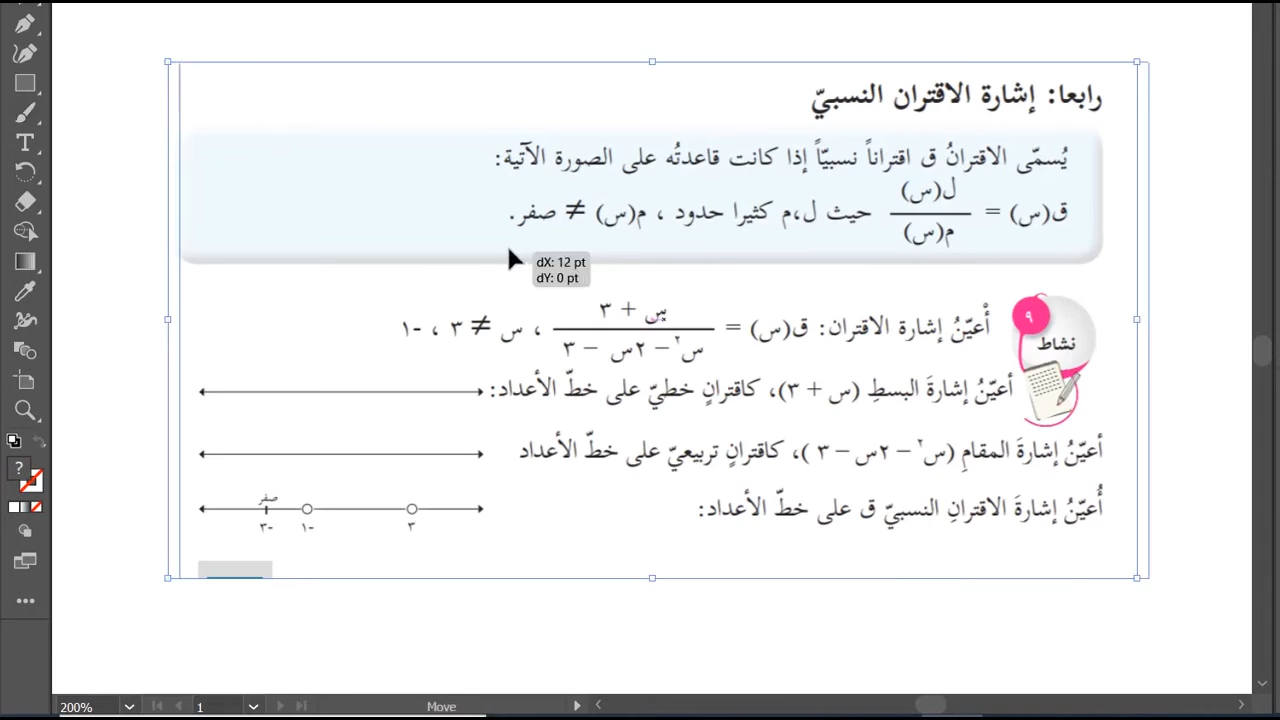 رابعا: إشارة الاقتران النسبيّ
يُسمّى الاقترانُ ق اقتراناً نسبيّاً إذا كانت قاعدتُه على الصورة الآتية:
ق(س) = ل(س) / م(س) حيث ل،م كثيرا حدود ، م(س) ≠ صفر.
dX: 12 pt
dY: 0 pt
٩
نشاط
أُعيّنُ إشارة الاقتران: ق(س) = س + ٣ / س٢ – ٢س – ٣ ، س ≠ ٣ ، -١
أعيّنُ إشارةَ البسطِ (س + ٣)، كاقترانٍ خطيّ على خطّ الأعداد:
أعيّنُ إشارةَ المقامِ (س٢ – ٢س – ٣ )، كاقترانٍ تربيعيّ على خطّ الأعداد
أُعيّنُ إشارةَ الاقترانِ النسبيّ ق على خطّ الأعداد:
صفر
-٣ -١ ٣
200% 1 Move